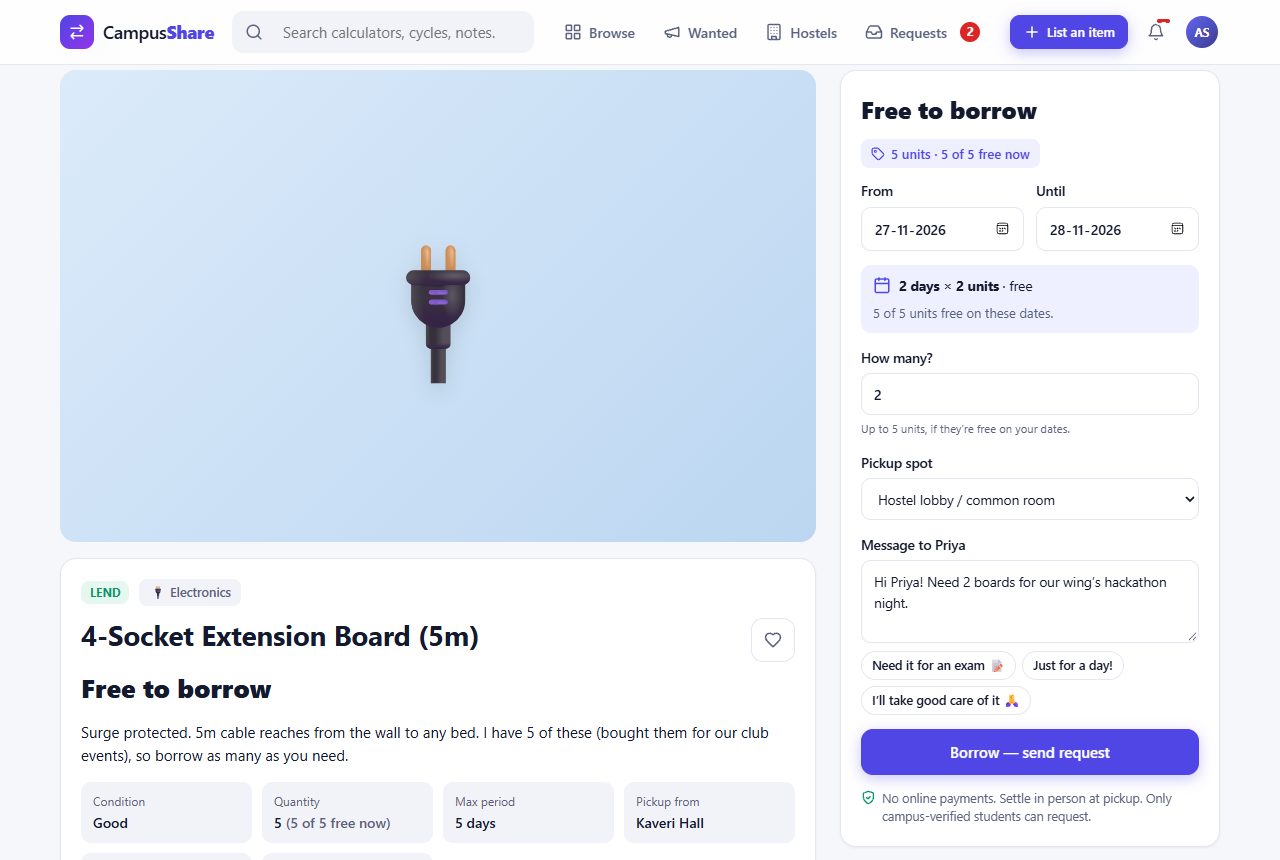 CampusShare
Search calculators, cycles, notes.
Browse
Wanted
Hostels
Requests 2
List an item
AS
LEND
Electronics
4-Socket Extension Board (5m)
Free to borrow
Surge protected. 5m cable reaches from the wall to any bed. I have 5 of these (bought them for our club
events), so borrow as many as you need.
Condition
Good
Quantity
5 (5 of 5 free now)
Max period
5 days
Pickup from
Kaveri Hall
Free to borrow
5 units · 5 of 5 free now
From
27-11-2026
Until
28-11-2026
2 days × 2 units · free
5 of 5 units free on these dates.
How many?
2
Up to 5 units, if they're free on your dates.
Pickup spot
Hostel lobby / common room
Message to Priya
Hi Priya! Need 2 boards for our wing's hackathon
night.
Need it for an exam 📝
Just for a day!
I'll take good care of it 🙏
Borrow — send request
No online payments. Settle in person at pickup. Only
campus-verified students can request.